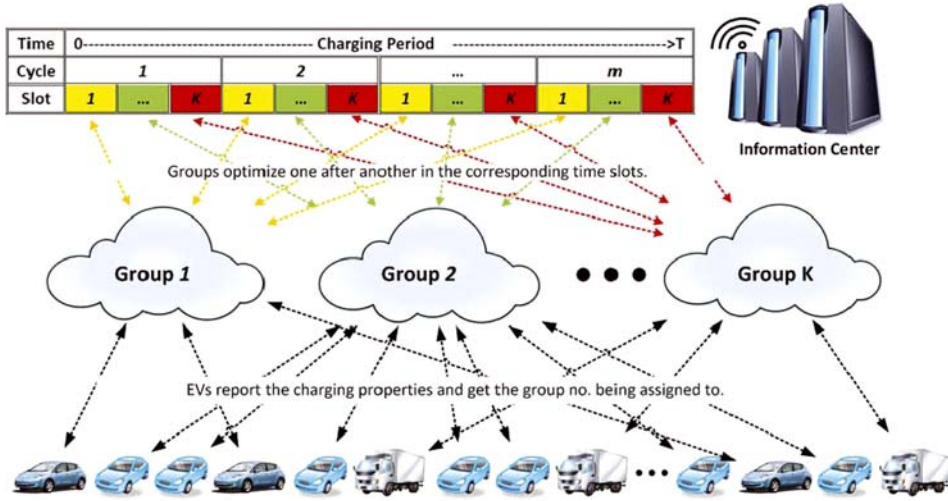 Time 0------------------------------- Charging Period ----------------------------->T
Cycle 1 2 ... m
Slot 1 ... K 1 ... K 1 ... K 1 ... K
Information Center
Groups optimize one after another in the corresponding time slots.
Group 1 Group 2 Group K
EVs report the charging properties and get the group no. being assigned to.